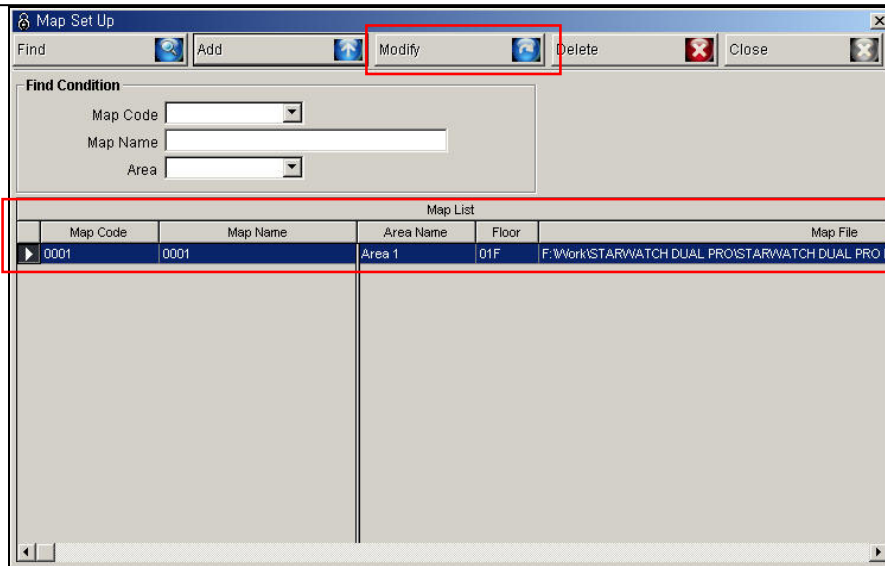 Map Set Up
Find Add Modify Delete Close
Find Condition
Map Code
Map Name
Area
Map List
Map Code Map Name Area Name Floor Map File
0001 0001 Area 1 01F F:\Work\STARWATCH DUAL PRO\STARWATCH DUAL PRO